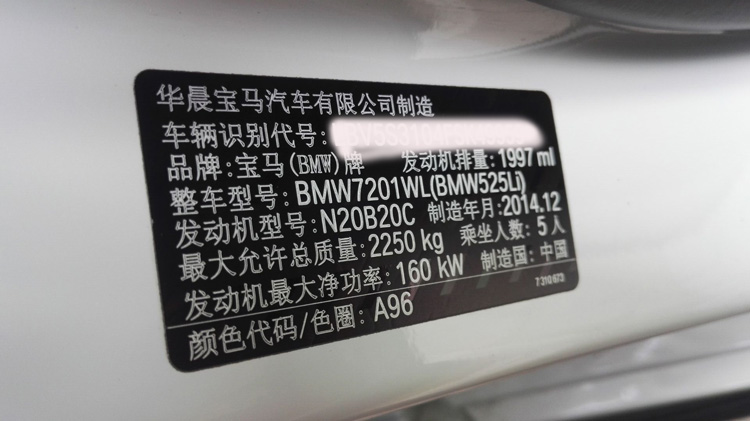 华晨宝马汽车有限公司制造
车辆识别代号:
品牌:宝马(BMW)牌 发动机排量:1997 ml
整车型号:BMW7201WL(BMW525Li)
发动机型号:N20B20C 制造年月:2014.12
最大允许总质量:2250 kg 乘坐人数:5人
发动机最大净功率:160 kW 制造国:中国
7 310 673
颜色代码/色圈:A96